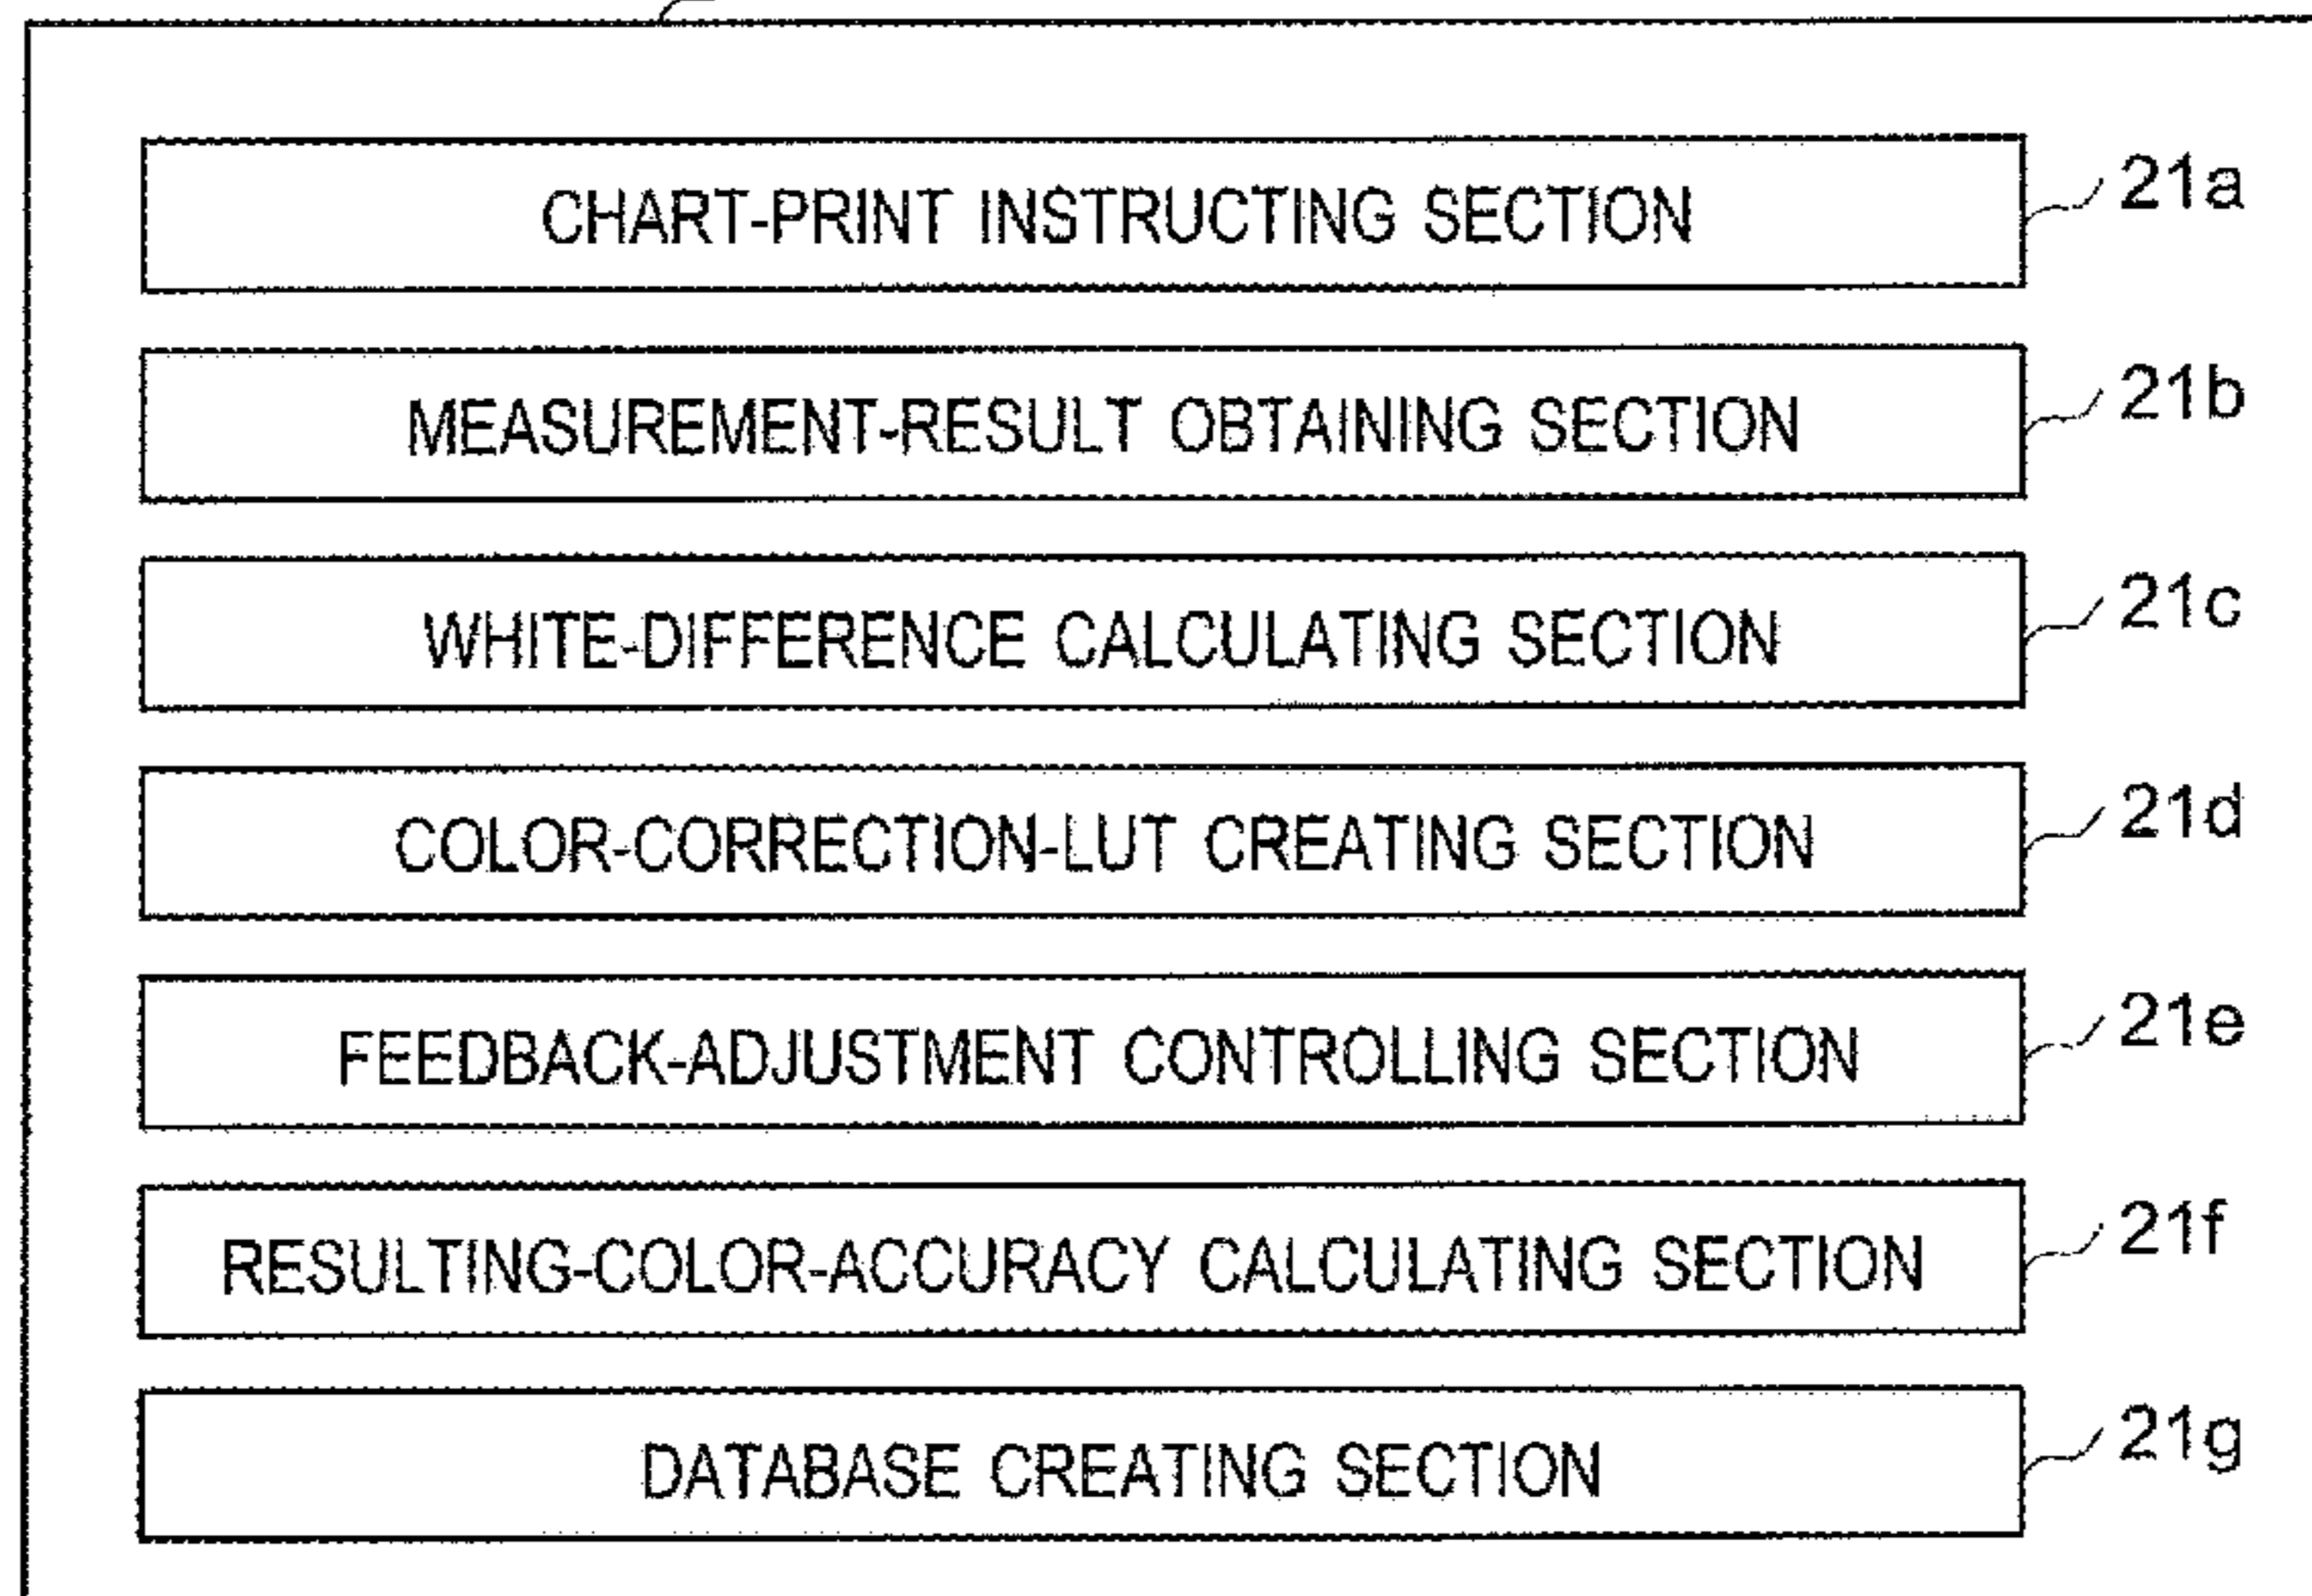 CHART-PRINT INSTRUCTING SECTION 21a
MEASUREMENT-RESULT OBTAINING SECTION 21b
WHITE-DIFFERENCE CALCULATING SECTION 21c
COLOR-CORRECTION-LUT CREATING SECTION 21d
FEEDBACK-ADJUSTMENT CONTROLLING SECTION 21e
RESULTING-COLOR-ACCURACY CALCULATING SECTION 21f
DATABASE CREATING SECTION 21g